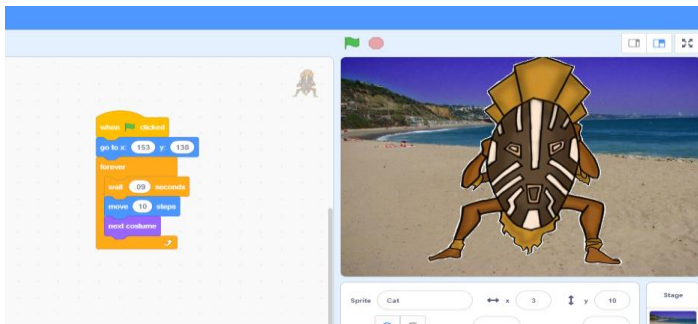 when clicked
go to x: 153 y: 138
forever
wait .09 seconds
move 10 steps
next costume
Sprite Cat x 3 y 10
Stage